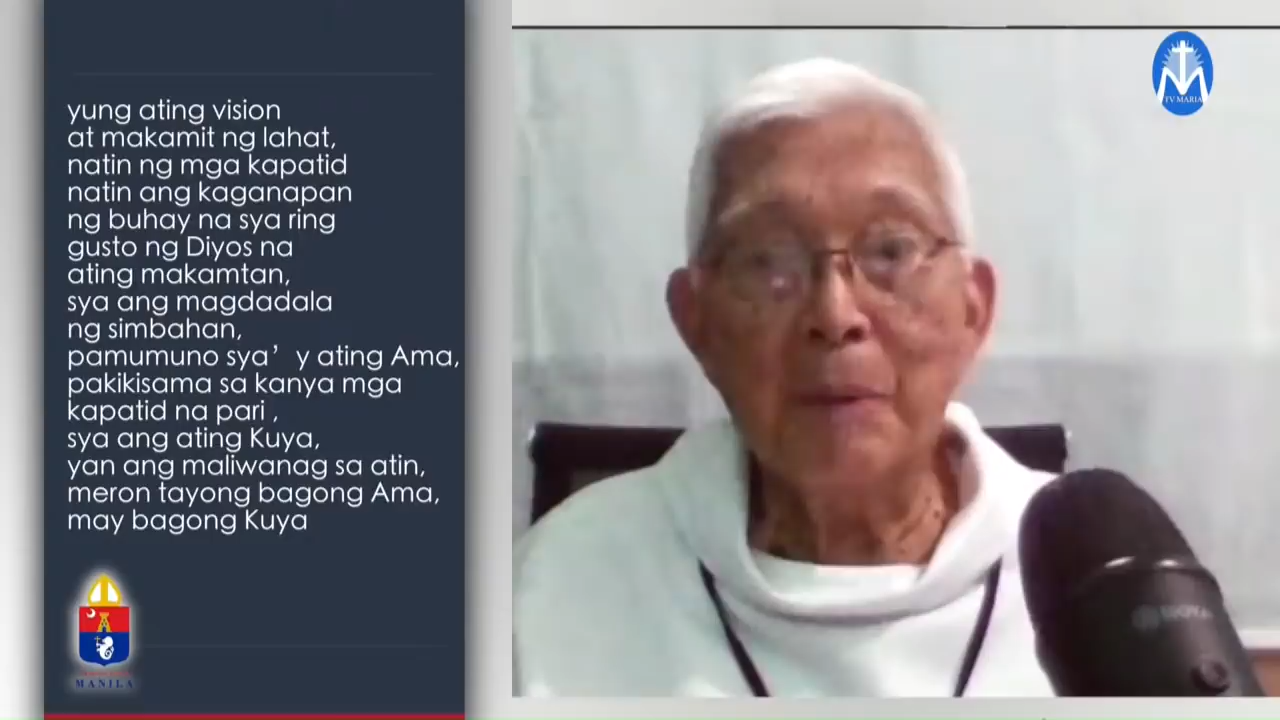 yung ating vision
at makamit ng lahat,
natin ng mga kapatid
natin ang kaganapan
ng buhay na sya ring
gusto ng Diyos na
ating makamtan,
sya ang magdadala
ng simbahan,
pamumuno sya’ y ating Ama,
pakikisama sa kanya mga
kapatid na pari ,
sya ang ating Kuya,
yan ang maliwanag sa atin,
meron tayong bagong Ama,
may bagong Kuya
MANILA
TV MARIA